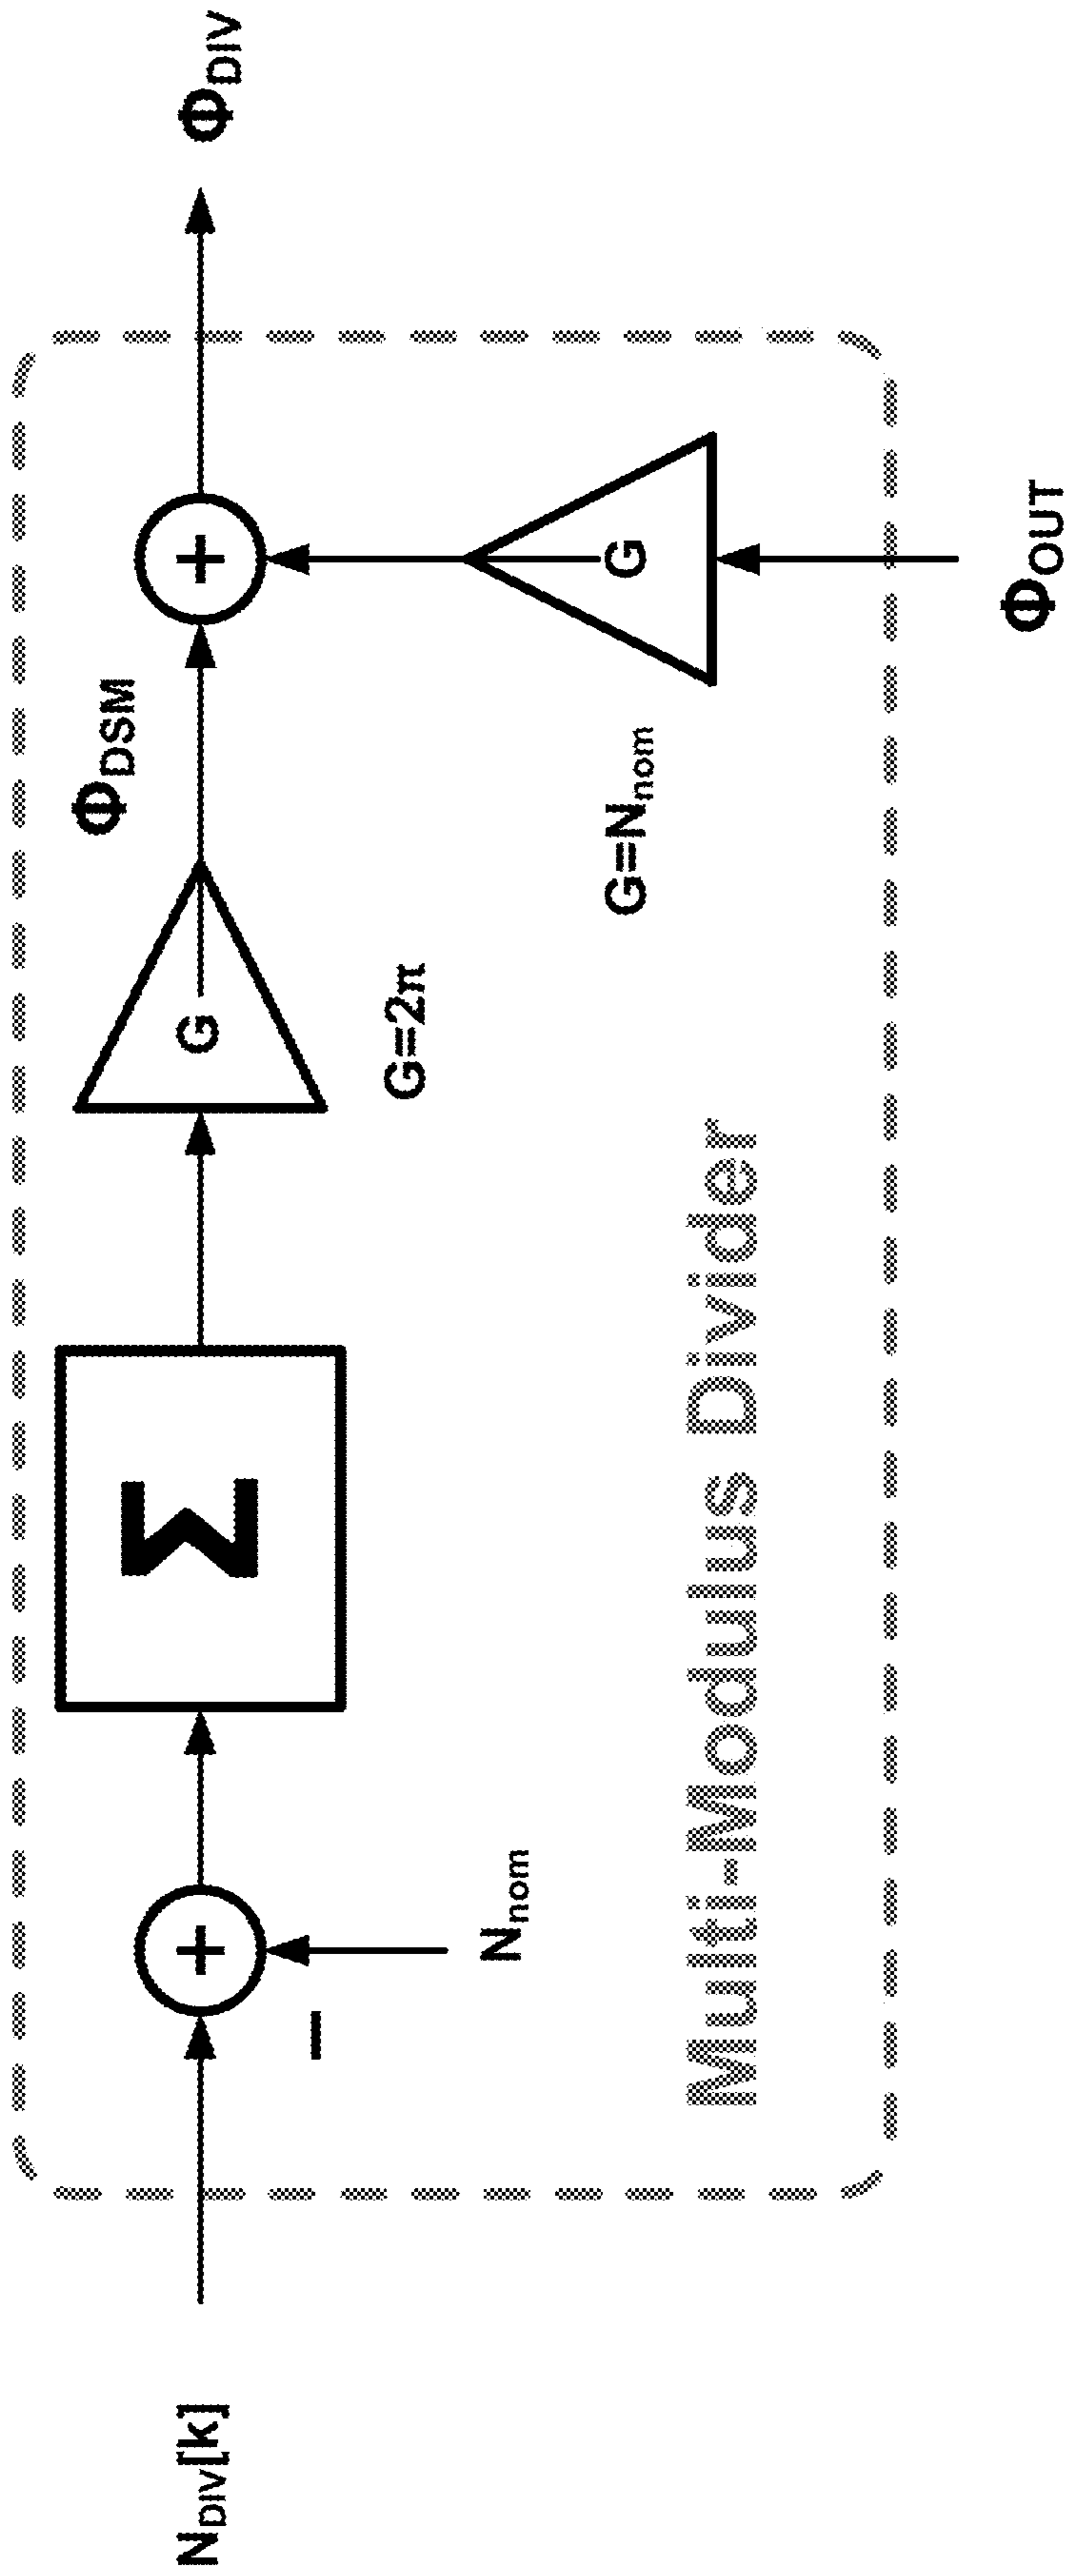 N_DIV[k]
+
−
N_nom
Σ
G
G=2π
Φ_DSM
+
Φ_DIV
G
G=N_nom
Φ_OUT
Multi-Modulus Divider